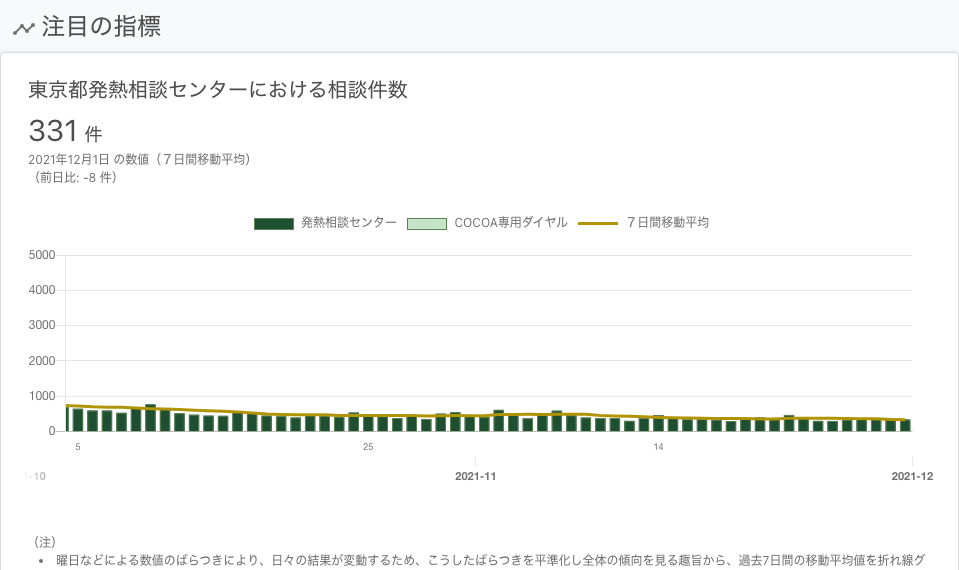 注目の指標
東京都発熱相談センターにおける相談件数
331 件
2021年12月1日 の数値（７日間移動平均）
（前日比: -8 件）
発熱相談センター COCOA専用ダイヤル ７日間移動平均
5000
4000
3000
2000
1000
0
5 25 14
-10 2021-11 2021-12
（注）
• 曜日などによる数値のばらつきにより、日々の結果が変動するため、こうしたばらつきを平準化し全体の傾向を見る趣旨から、過去7日間の移動平均値を折れ線グ